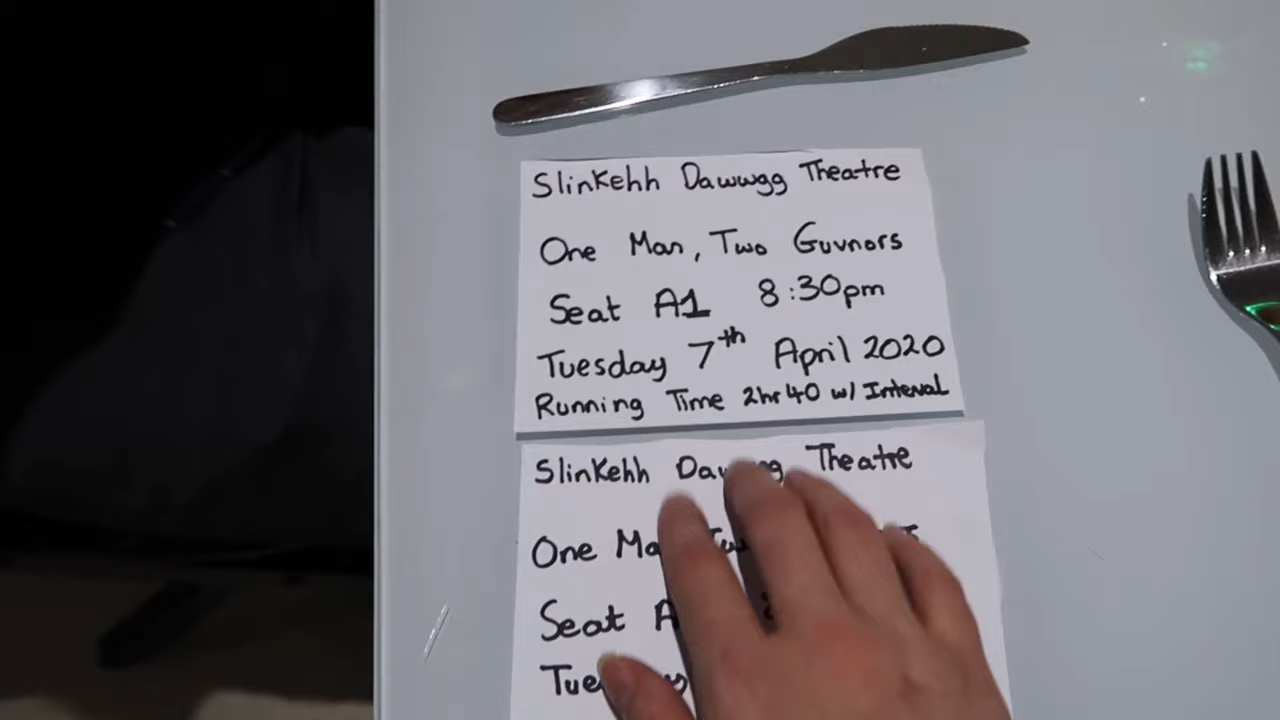 Slinkehh Dawwgg Theatre
One Man, Two Guvnors
Seat A1 8:30pm
Tuesday 7th April 2020
Running Time 2hr40 w/ Interval
Slinkehh Theatre
One
Seat